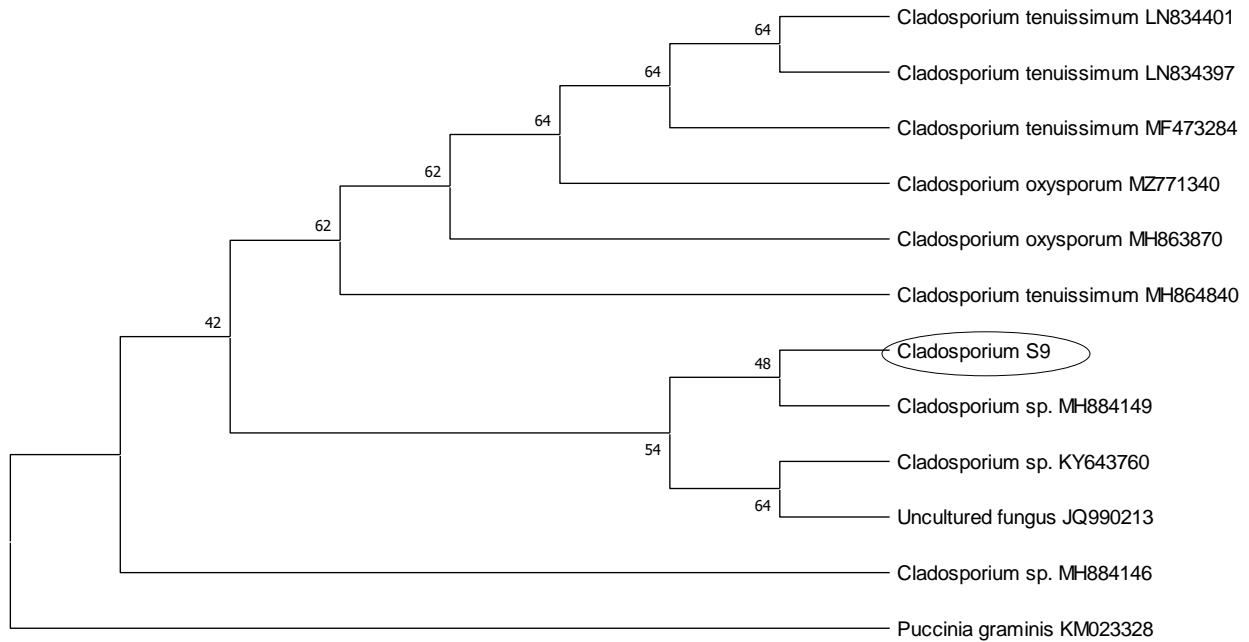 Cladosporium tenuissimum LN834401
64
Cladosporium tenuissimum LN834397
64
Cladosporium tenuissimum MF473284
64
Cladosporium oxysporum MZ771340
62
Cladosporium oxysporum MH863870
62
Cladosporium tenuissimum MH864840
42
Cladosporium S9
48
Cladosporium sp. MH884149
54
Cladosporium sp. KY643760
64
Uncultured fungus JQ990213
Cladosporium sp. MH884146
Puccinia graminis KM023328